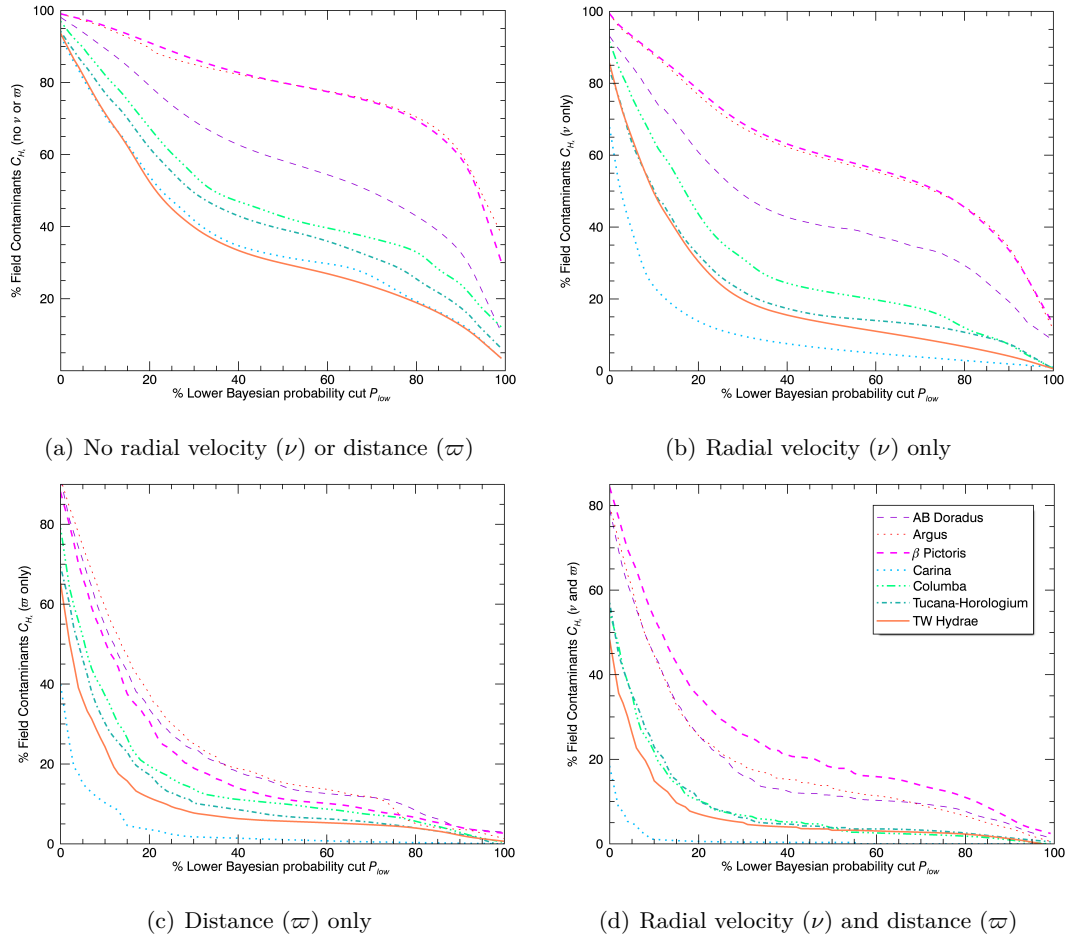 % Field Contaminants C_H, (no ν or ϖ)
100
80
60
40
20
0 20 40 60 80 100
% Lower Bayesian probability cut P_low
(a) No radial velocity (ν) or distance (ϖ)
% Field Contaminants C_H, (ν only)
100
80
60
40
20
0
0 20 40 60 80 100
% Lower Bayesian probability cut P_low
(b) Radial velocity (ν) only
% Field Contaminants C_H, (ϖ only)
80
60
40
20
0
0 20 40 60 80 100
% Lower Bayesian probability cut P_low
(c) Distance (ϖ) only
% Field Contaminants C_H, (ν and ϖ)
80
60
40
20
0
0 20 40 60 80 100
% Lower Bayesian probability cut P_low
AB Doradus
Argus
β Pictoris
Carina
Columba
Tucana-Horologium
TW Hydrae
(d) Radial velocity (ν) and distance (ϖ)